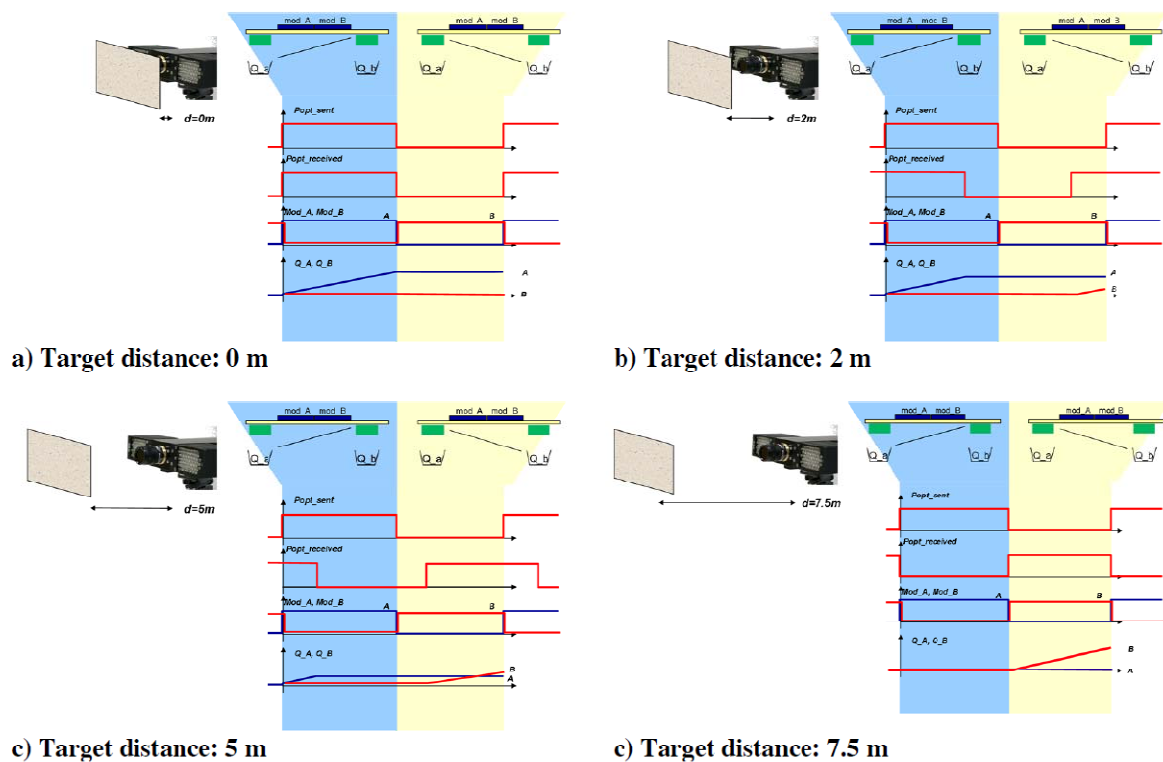 mod_A mod_B
Q_a Q_b Q_a Q_b
d=0m
Popt_sent
Popt_received
Mod_A, Mod_B A B
Q_A, Q_B A
B
a) Target distance: 0 m
mod_A mod_B mod_A mod_B
Q_a Q_b Q_a Q_b
d=2m
Popt_sent
Popt_received
Mod_A, Mod_B A B
Q_A, Q_B A
B
b) Target distance: 2 m
mod_A mod_B mod_A mod_B
Q_a Q_b Q_a Q_b
d=5m
Popt_sent
Popt_received
Mod_A, Mod_B A B
Q_A, Q_B B
A
c) Target distance: 5 m
mod_A mod_B mod_A mod_B
Q_a Q_b Q_a Q_b
d=7.5m
Popt_sent
Popt_received
Mod_A, Mod_B A B
Q_A, Q_B B
A
c) Target distance: 7.5 m